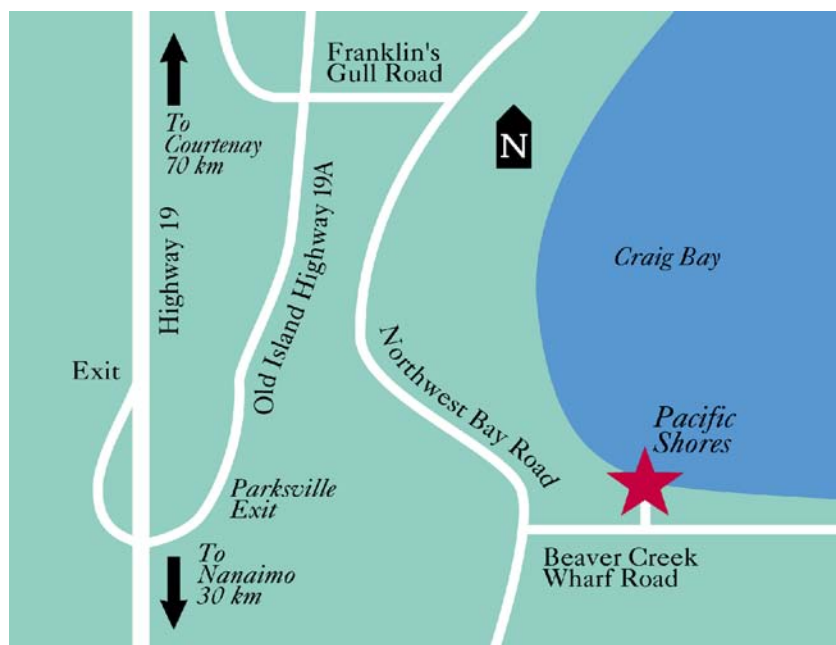 Franklin's
Gull Road
To
Courtenay
70 km
N
Highway 19
Old Island Highway 19A
Craig Bay
Exit
Northwest Bay Road
Pacific
Shores
Parksville
Exit
To
Nanaimo
30 km
Beaver Creek
Wharf Road